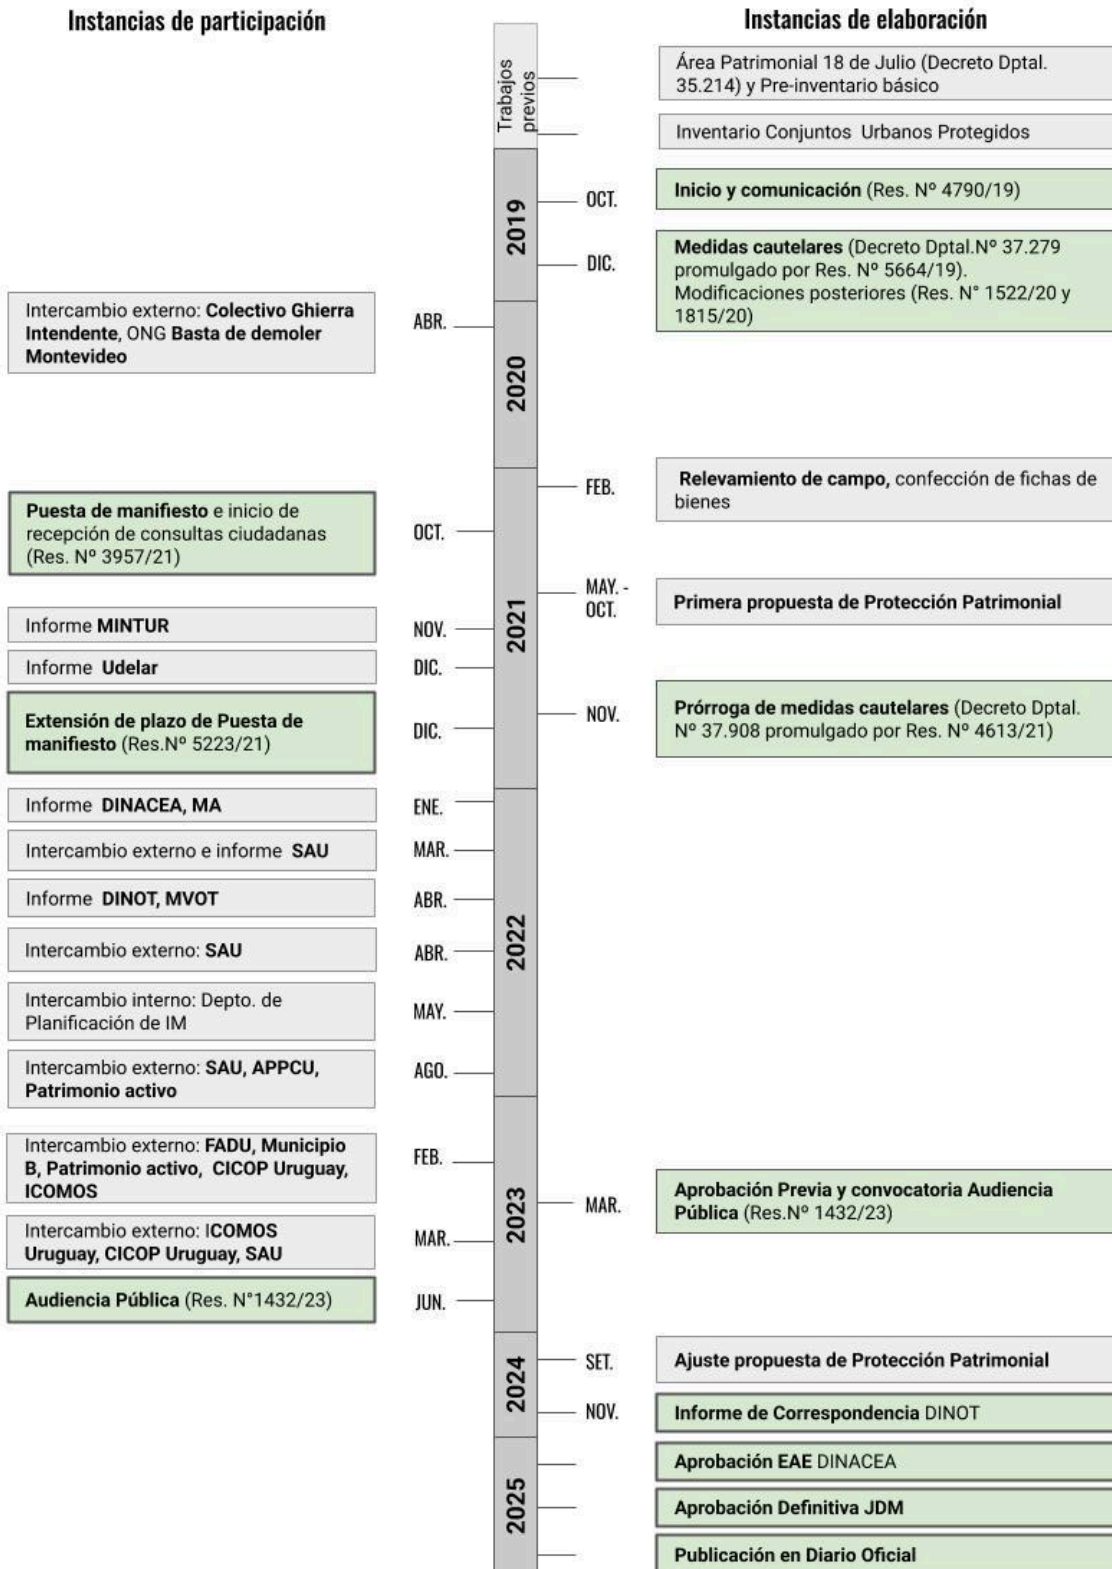 Instancias de participación
Instancias de elaboración
Trabajos
previos
Área Patrimonial 18 de Julio (Decreto Dptal.
35.214) y Pre-inventario básico
Inventario Conjuntos Urbanos Protegidos
2019
OCT.
Inicio y comunicación (Res. Nº 4790/19)
DIC.
Medidas cautelares (Decreto Dptal.Nº 37.279
promulgado por Res. Nº 5664/19).
Modificaciones posteriores (Res. N° 1522/20 y
1815/20)
Intercambio externo: Colectivo Ghierra
Intendente, ONG Basta de demoler
Montevideo
ABR.
2020
FEB.
Relevamiento de campo, confección de fichas de
bienes
Puesta de manifiesto e inicio de
recepción de consultas ciudadanas
(Res. Nº 3957/21)
OCT.
2021
MAY. -
OCT.
Primera propuesta de Protección Patrimonial
Informe MINTUR
NOV.
Informe Udelar
DIC.
Extensión de plazo de Puesta de
manifiesto (Res.Nº 5223/21)
DIC.
NOV.
Prórroga de medidas cautelares (Decreto Dptal.
Nº 37.908 promulgado por Res. Nº 4613/21)
Informe DINACEA, MA
ENE.
Intercambio externo e informe SAU
MAR.
Informe DINOT, MVOT
ABR.
2022
Intercambio externo: SAU
ABR.
Intercambio interno: Depto. de
Planificación de IM
MAY.
Intercambio externo: SAU, APPCU,
Patrimonio activo
AGO.
Intercambio externo: FADU, Municipio
B, Patrimonio activo, CICOP Uruguay,
ICOMOS
FEB.
2023
MAR.
Aprobación Previa y convocatoria Audiencia
Pública (Res.Nº 1432/23)
Intercambio externo: ICOMOS
Uruguay, CICOP Uruguay, SAU
MAR.
Audiencia Pública (Res. N°1432/23)
JUN.
2024
SET.
Ajuste propuesta de Protección Patrimonial
NOV.
Informe de Correspondencia DINOT
2025
Aprobación EAE DINACEA
Aprobación Definitiva JDM
Publicación en Diario Oficial